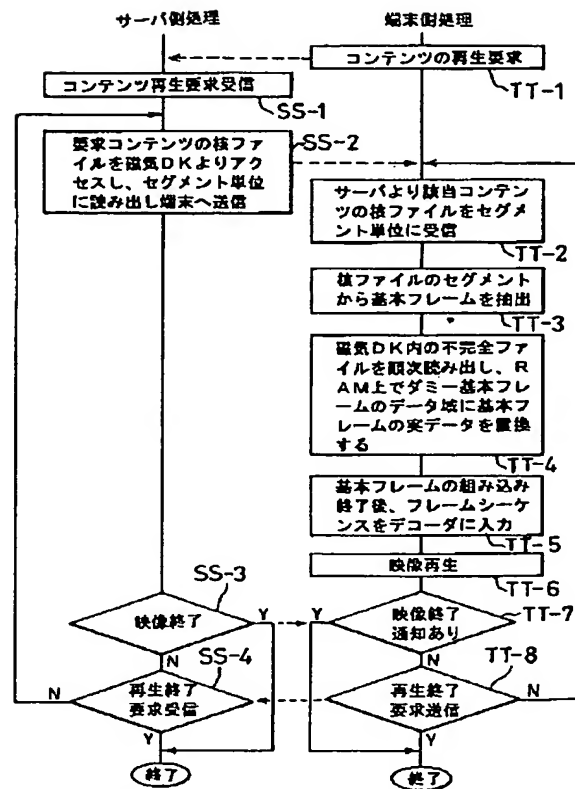 サーバ側処理
端末側処理
コンテンツの再生要求
TT-1
コンテンツ再生要求受信
SS-1
要求コンテンツの核ファ
イルを磁気DKよりアク
セスし、セグメント単位
に読み出し端末へ送信
SS-2
サーバより該当コンテン
ツの核ファイルをセグメ
ント単位に受信
TT-2
核ファイルのセグメント
から基本フレームを抽出
TT-3
磁気DK内の不完全ファ
イルを順次読み出し、R
AM上でダミー基本フレ
ームのデータ域に基本フ
レームの実データを置換
する
TT-4
基本フレームの組み込み
終了後、フレームシーケ
ンスをデコーダに入力
TT-5
映像再生
TT-6
SS-3
映像終了
Y
N
映像終了
通知あり
TT-7
Y
N
SS-4
再生終了
要求受信
N
Y
再生終了
要求送信
TT-8
N
Y
終了
終了